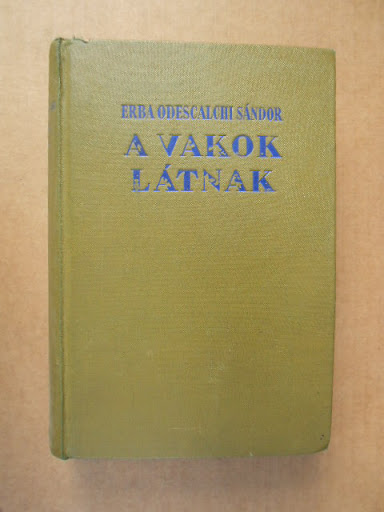 ERBA ODESCALCHI SÁNDOR
A VAKOK
LÁTNAK